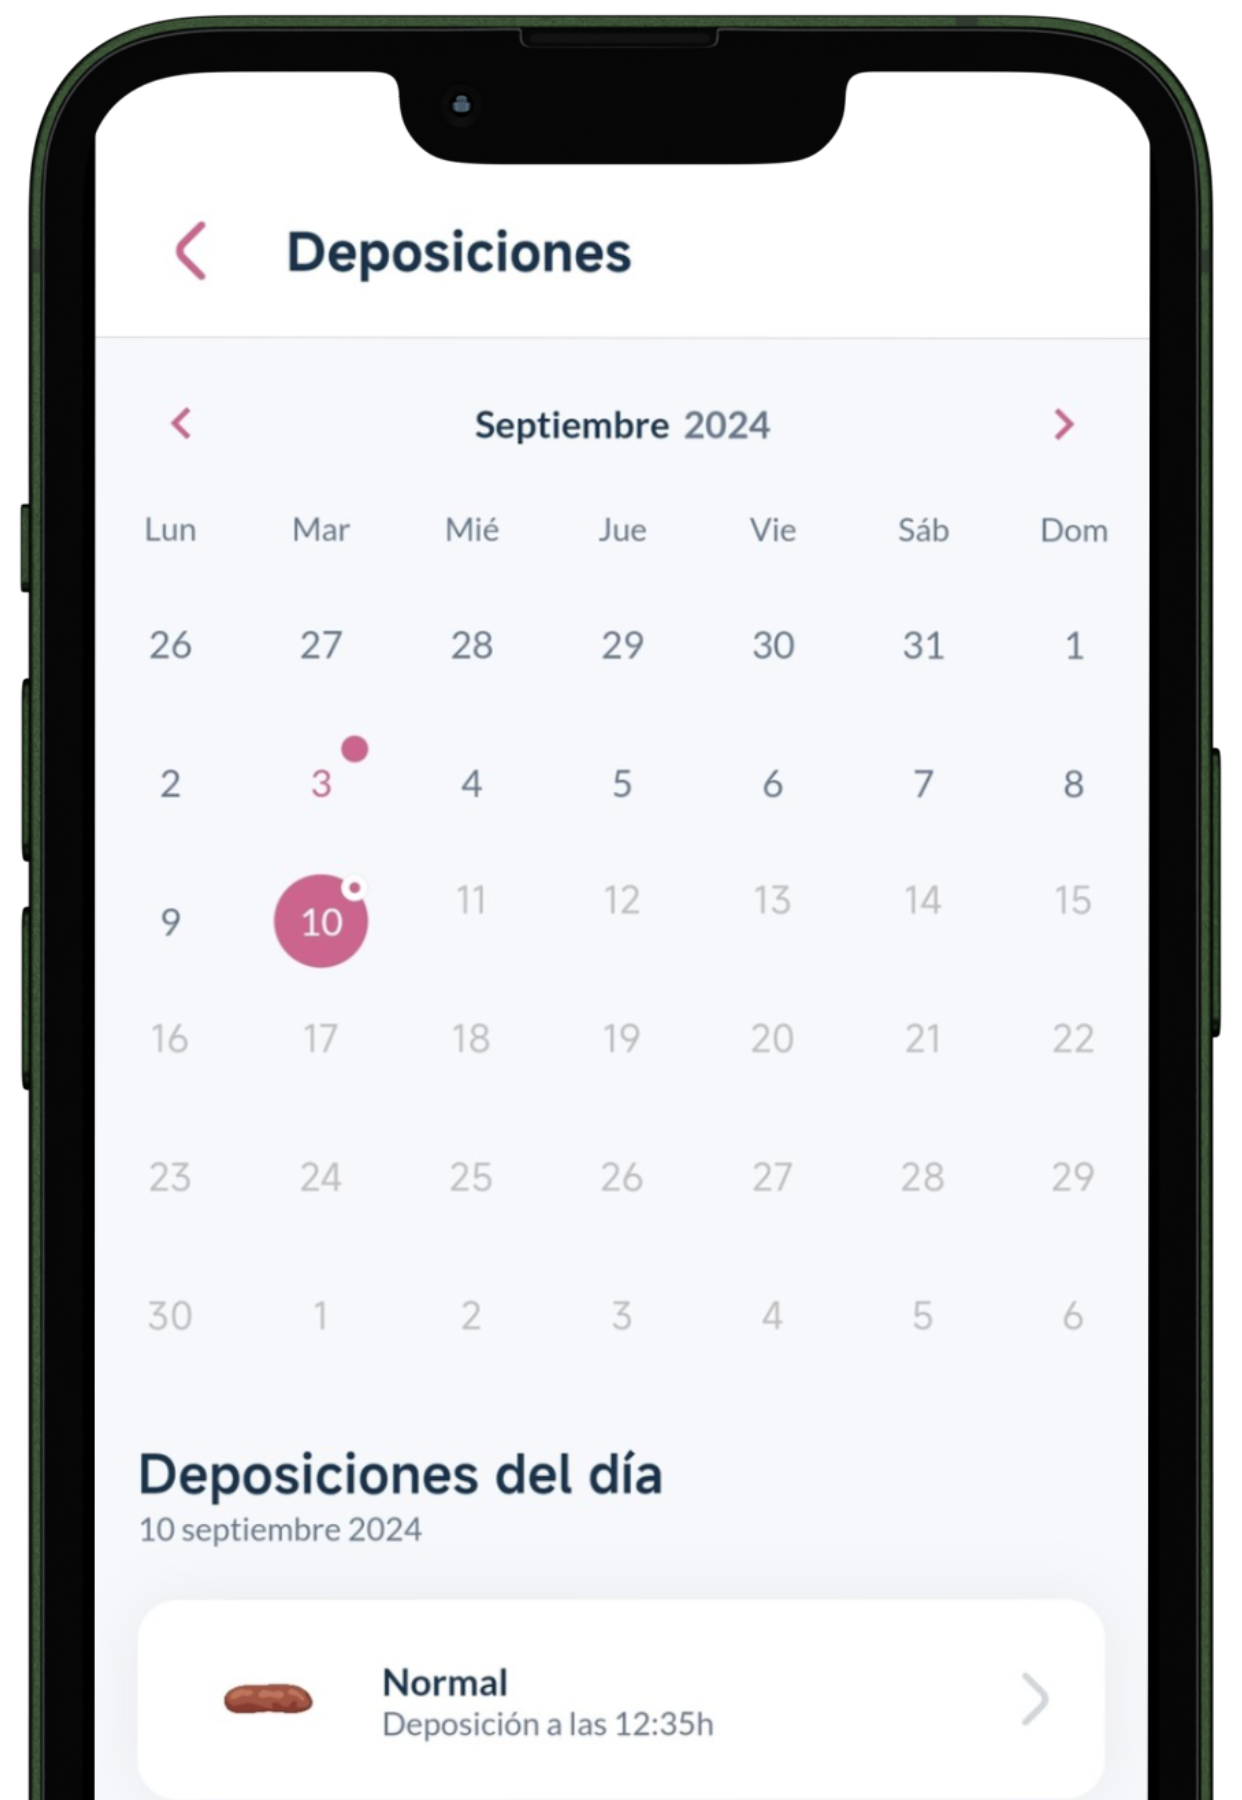 Deposiciones
Septiembre 2024
Lun Mar Mié Jue Vie Sáb Dom
26 27 28 29 30 31 1
2 3 4 5 6 7 8
9 10 11 12 13 14 15
16 17 18 19 20 21 22
23 24 25 26 27 28 29
30 1 2 3 4 5 6
Deposiciones del día
10 septiembre 2024
Normal
Deposición a las 12:35h